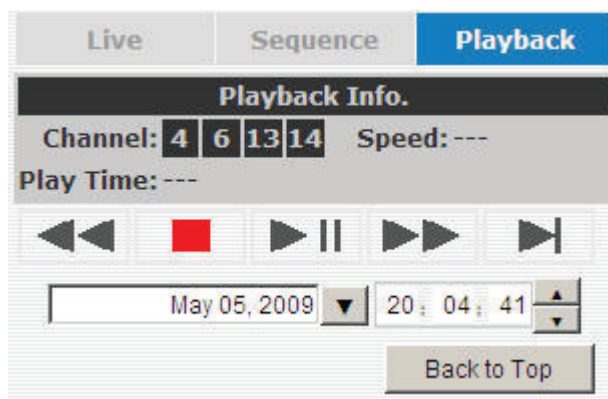 Live Sequence Playback
Playback Info.
Channel: 4 6 13 14 Speed: ---
Play Time: ---
May 05, 2009 20 : 04 : 41
Back to Top